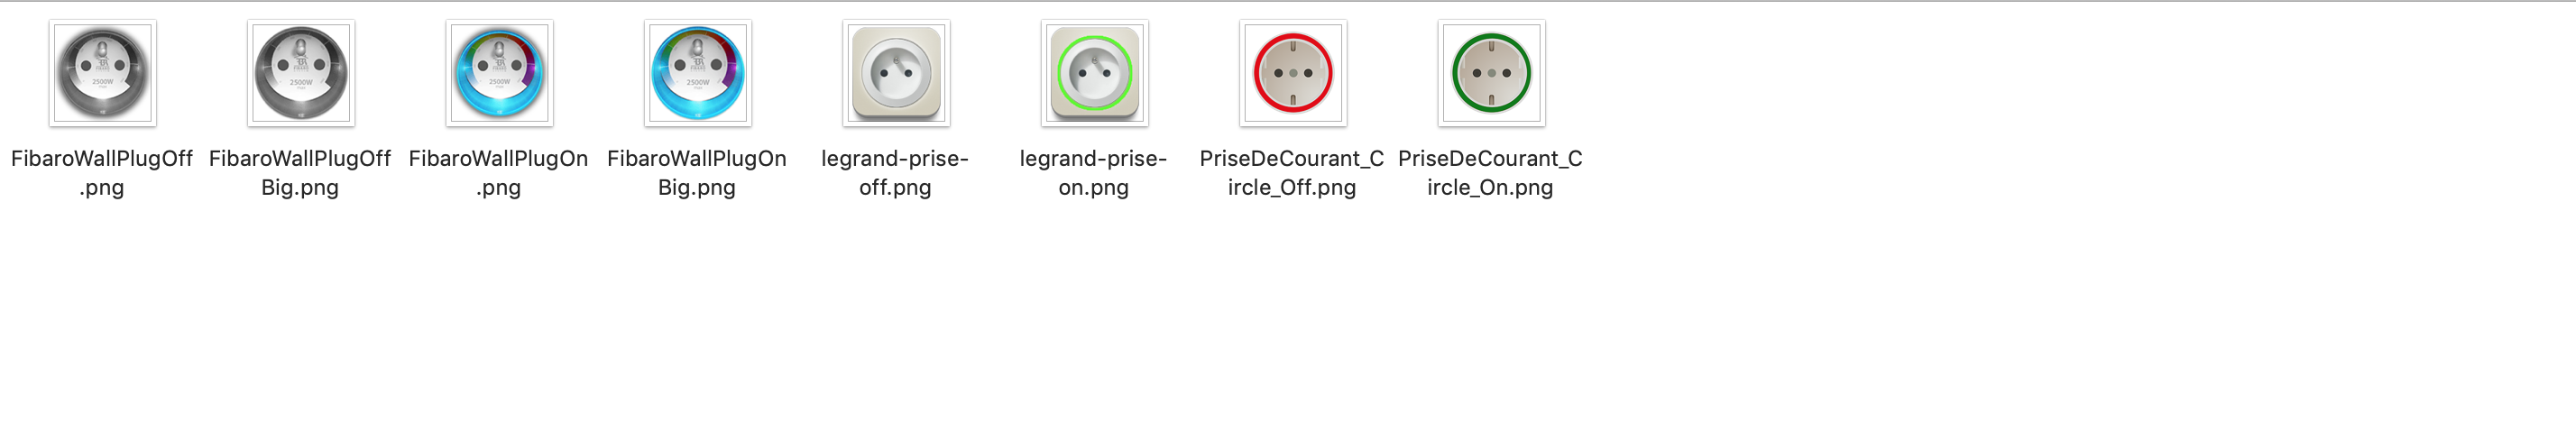 FibaroWallPlugOff
.png
FibaroWallPlugOff
Big.png
FibaroWallPlugOn
.png
FibaroWallPlugOn
Big.png
legrand-prise-
off.png
legrand-prise-
on.png
PriseDeCourant_C
ircle_Off.png
PriseDeCourant_C
ircle_On.png
2500W
2500W
2500W
2500W